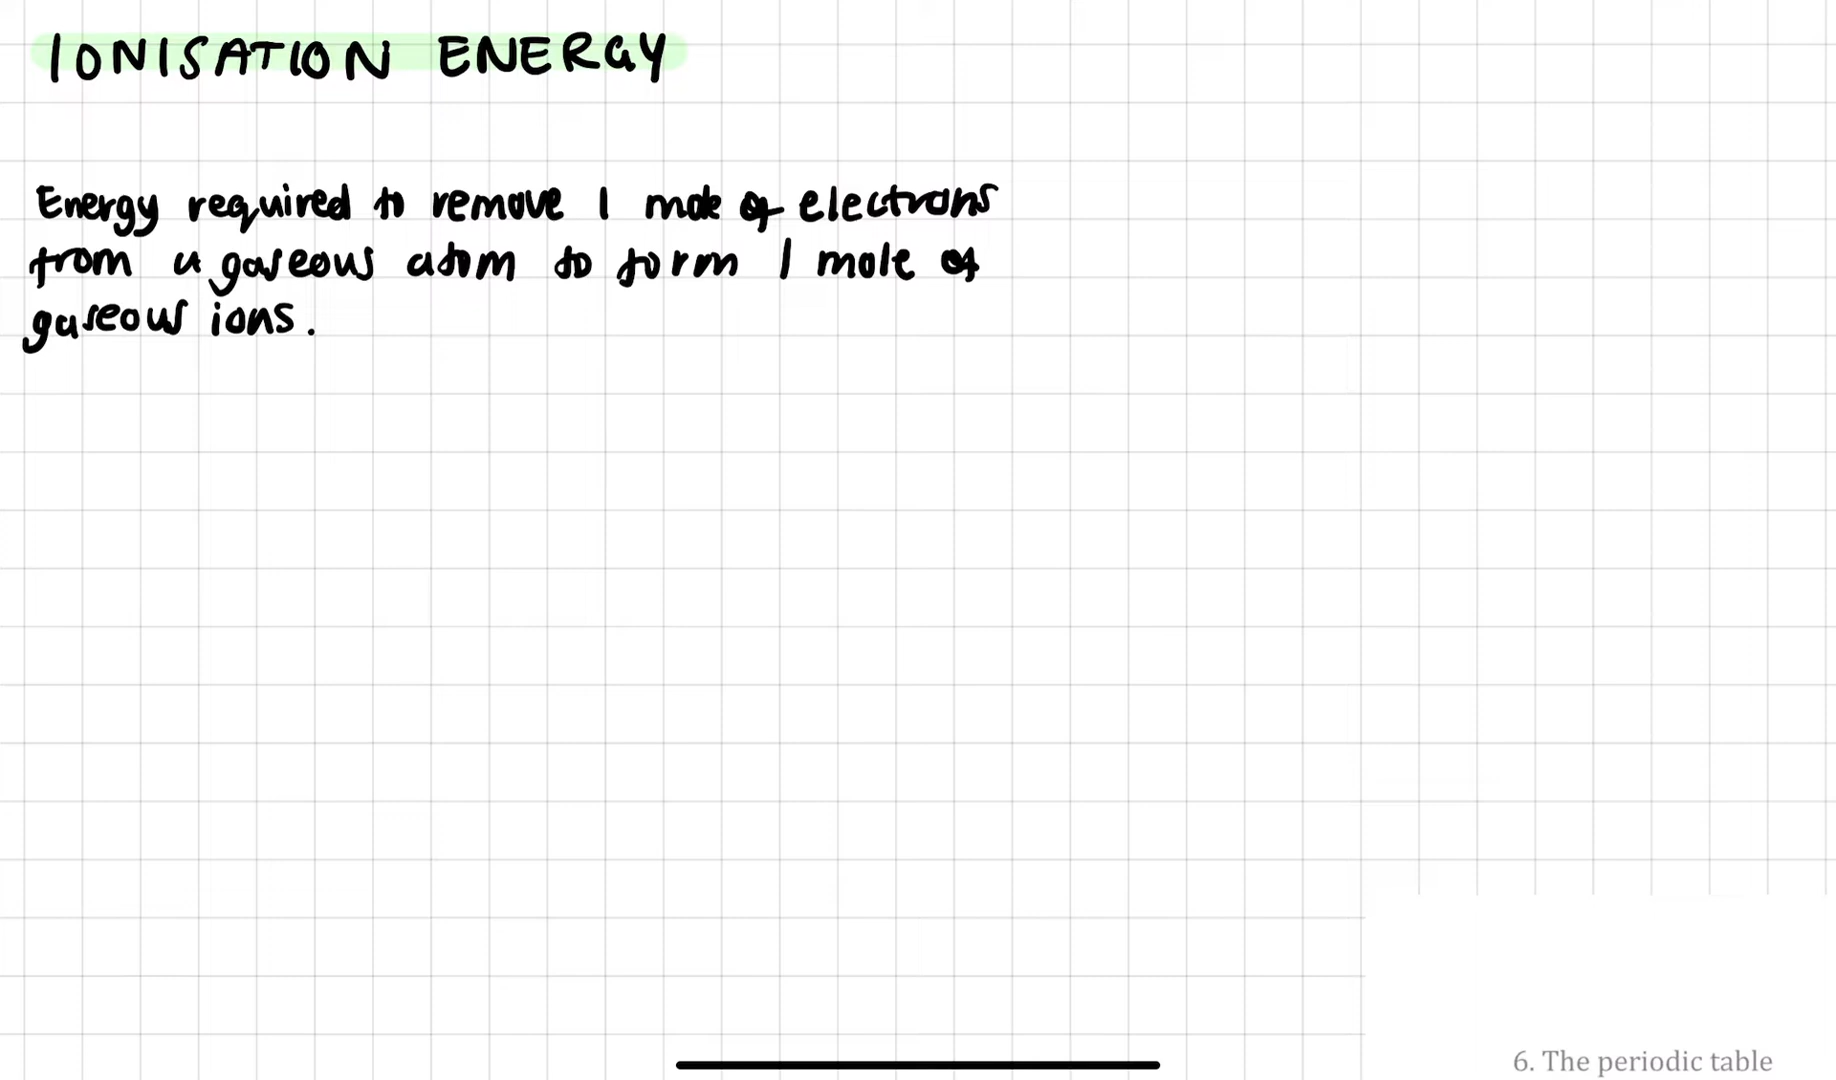 IONISATION ENERGY
Energy required to remove 1 mole of electrons
from a gaseous atom to form 1 mole of
gaseous ions.
6. The periodic table